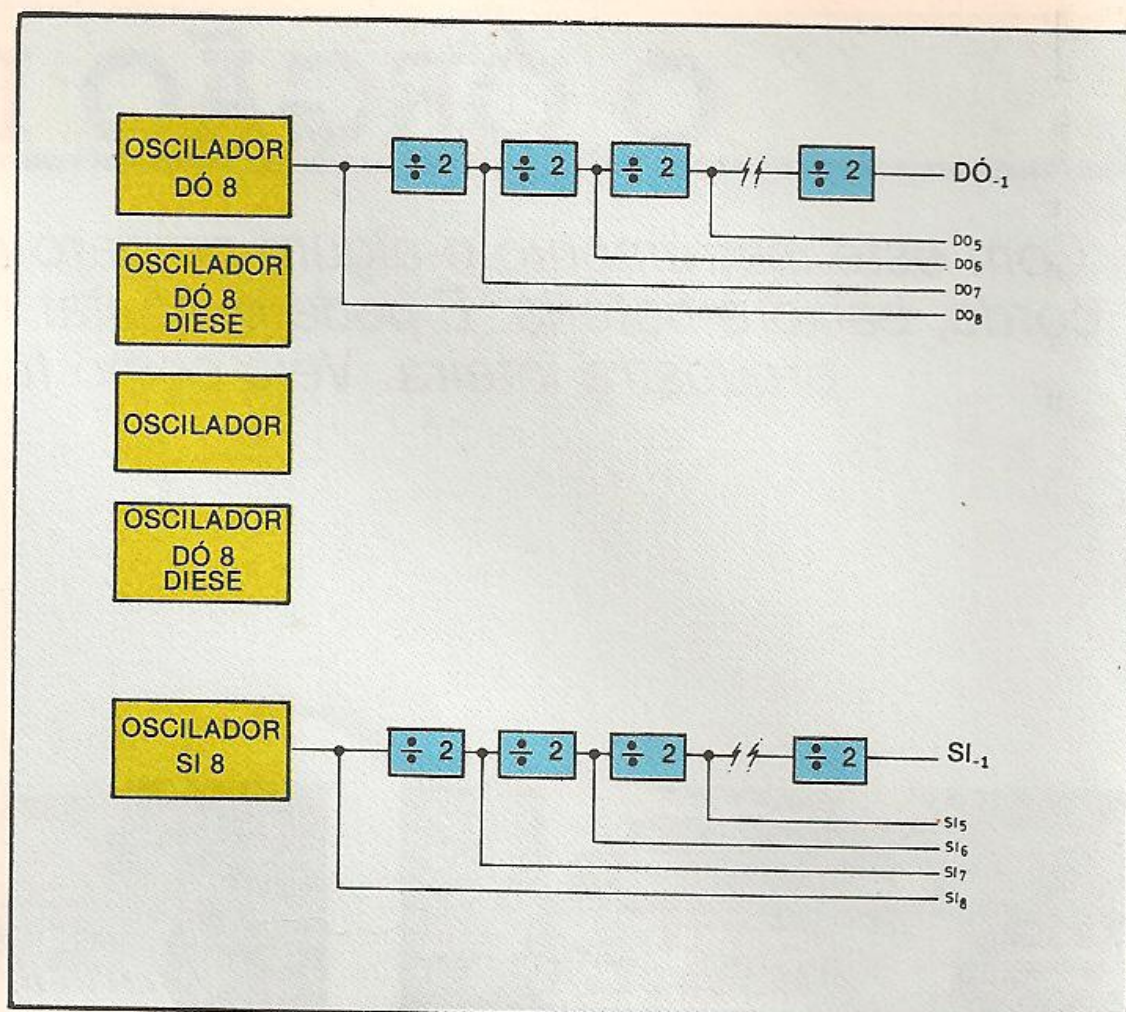 OSCILADOR
DÓ 8
÷ 2
÷ 2
÷ 2
÷ 2
DÓ-1
DO5
DO6
DO7
DO8
OSCILADOR
DÓ 8
DIESE
OSCILADOR
OSCILADOR
DÓ 8
DIESE
OSCILADOR
SI 8
÷ 2
÷ 2
÷ 2
÷ 2
SI-1
SI5
SI6
SI7
SI8